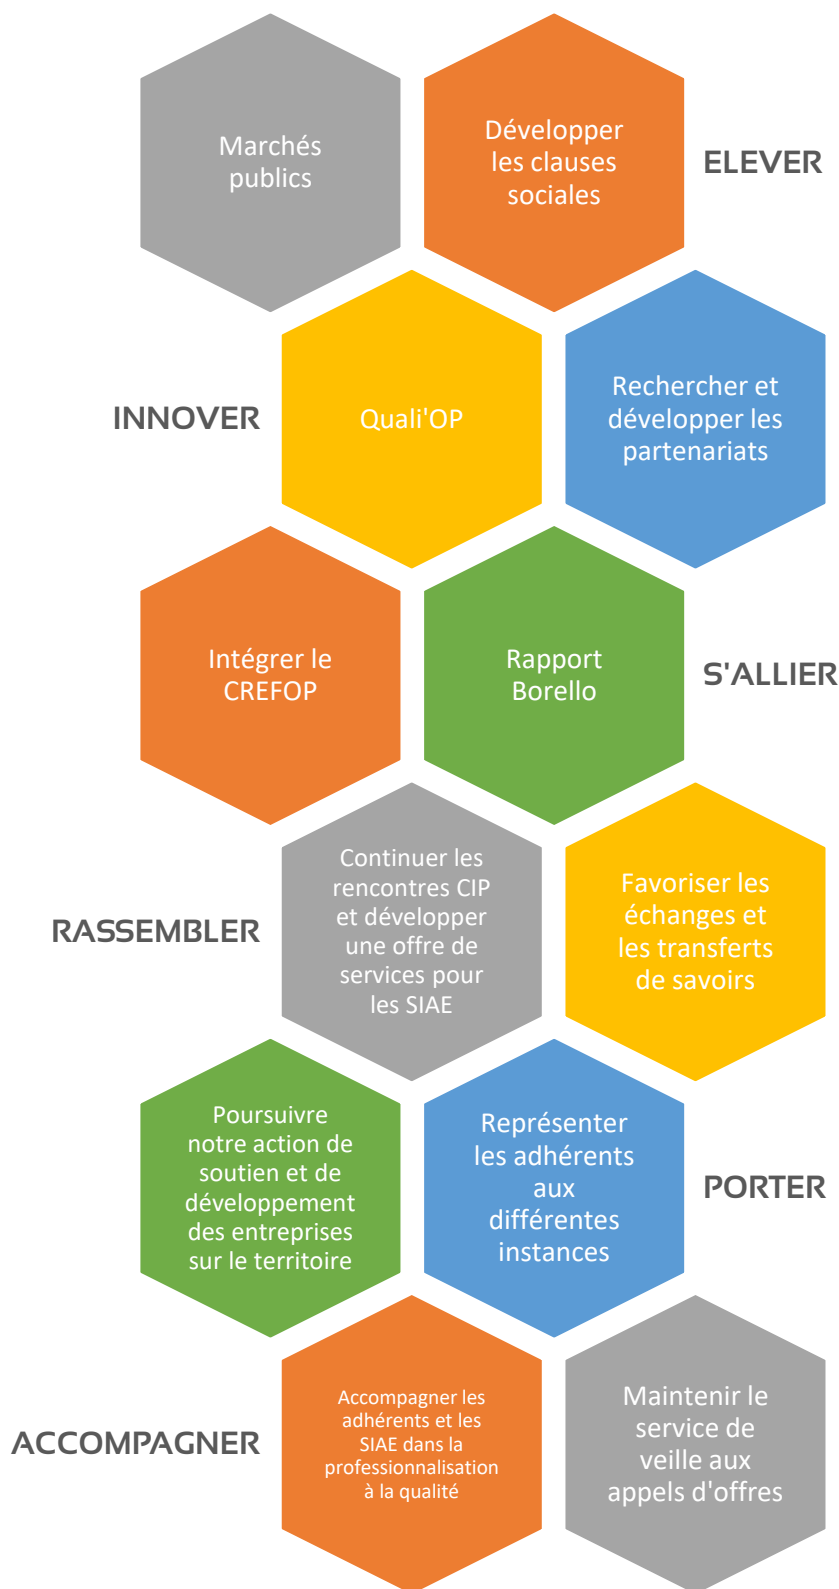 Marchés
publics
Développer
les clauses
sociales
ELEVER
INNOVER
Quali'OP
Rechercher et
développer les
partenariats
Intégrer le
CREFOP
Rapport
Borello
S'ALLIER
RASSEMBLER
Continuer les
rencontres CIP
et développer
une offre de
services pour
les SIAE
Favoriser les
échanges et
les transferts
de savoirs
Poursuivre
notre action de
soutien et de
développement
des entreprises
sur le territoire
Représenter
les adhérents
aux
différentes
instances
PORTER
ACCOMPAGNER
Accompagner les
adhérents et les
SIAE dans la
professionnalisation
à la qualité
Maintenir le
service de
veille aux
appels d'offres